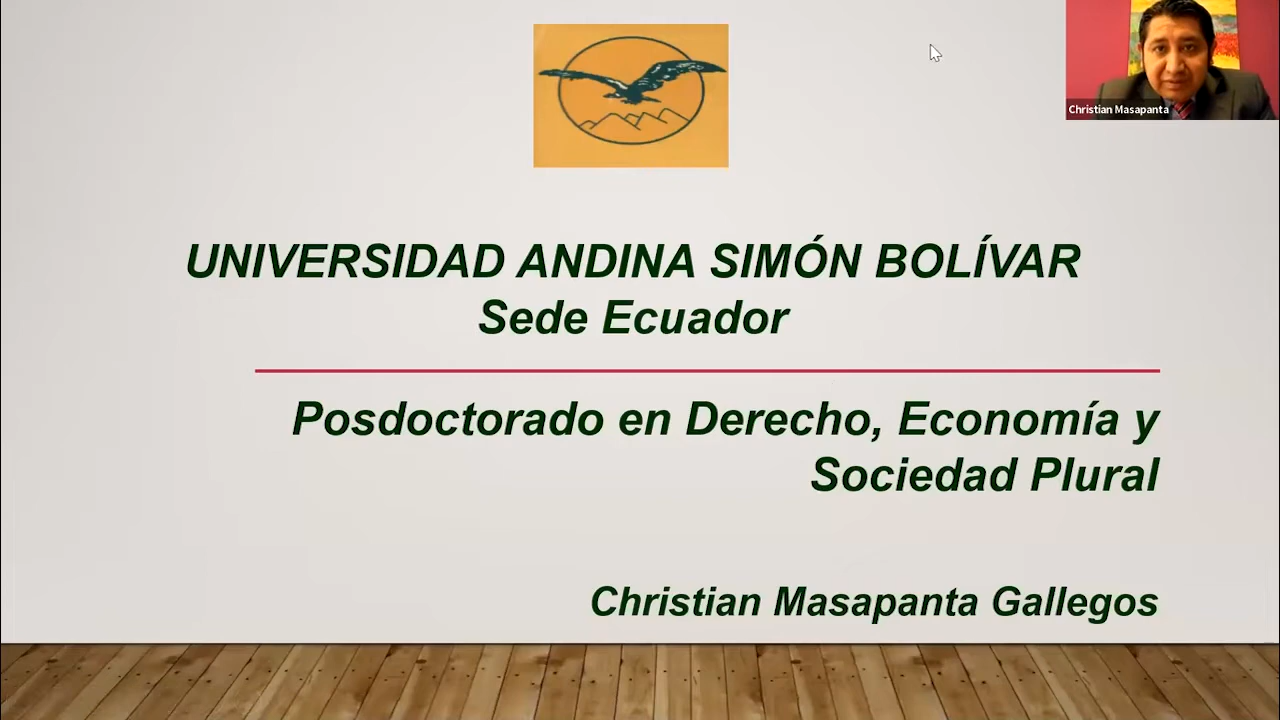 Christian Masapanta
UNIVERSIDAD ANDINA SIMÓN BOLÍVAR
Sede Ecuador
Posdoctorado en Derecho, Economía y
Sociedad Plural
Christian Masapanta Gallegos